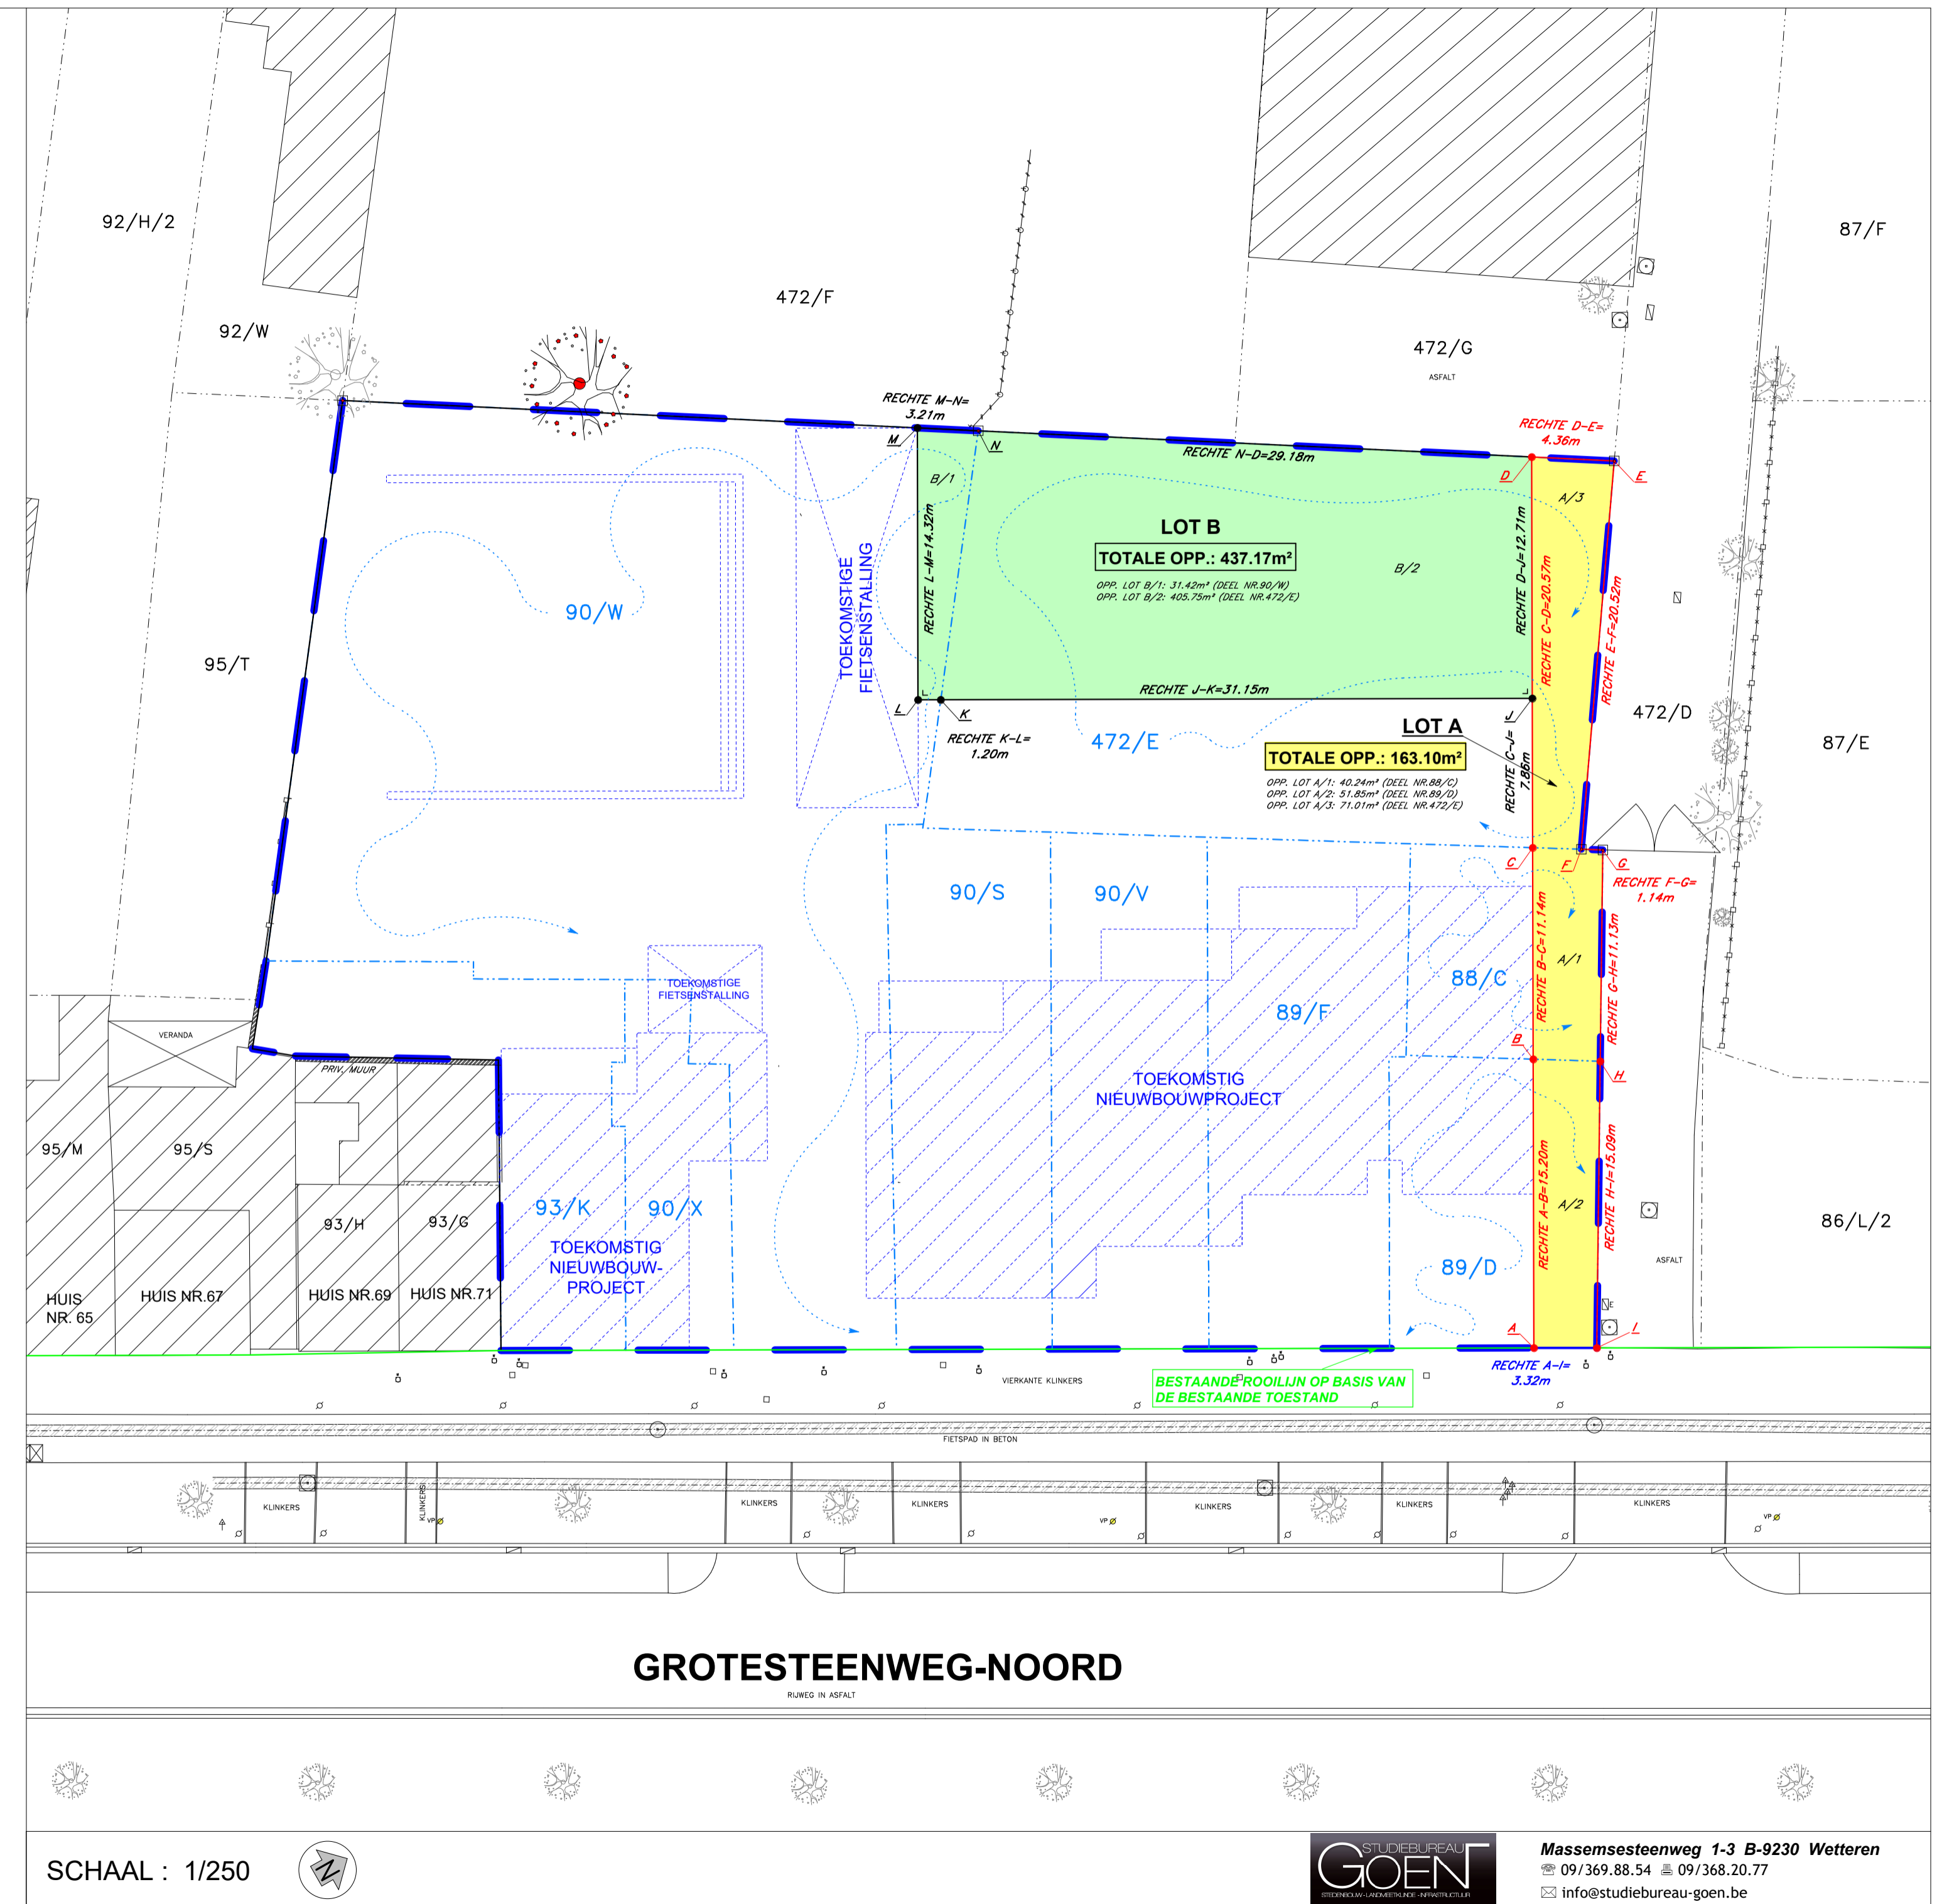 92/H/2
87/F
472/F
92/W
472/G
ASFALT
RECHTE M-N=
3.21m
RECHTE D-E=
4.36m
M
N
RECHTE N-D=29.18m
D
E
B/1
A/3
LOT B
TOTALE OPP.: 437.17m²
OPP. LOT B/1: 31.42m² (DEEL NR.90/W)
OPP. LOT B/2: 405.75m² (DEEL NR.472/E)
B/2
RECHTE L-M=14.32m
RECHTE D-J=12.71m
RECHTE C-D=20.57m
RECHTE E-F=20.52m
TOEKOMSTIGE
FIETSENSTALLING
90/W
95/T
RECHTE J-K=31.15m
L
K
J
RECHTE K-L=
1.20m
472/E
LOT A
472/D
87/E
TOTALE OPP.: 163.10m²
OPP. LOT A/1: 40.24m² (DEEL NR.88/C)
OPP. LOT A/2: 51.85m² (DEEL NR.89/D)
OPP. LOT A/3: 71.01m² (DEEL NR.472/E)
RECHTE C-J=
7.86m
C
F
G
RECHTE F-G=
1.14m
90/S
90/V
RECHTE B-C=11.14m
RECHTE G-H=11.13m
A/1
88/C
89/F
TOEKOMSTIGE
FIETSENSTALLING
VERANDA
PRIV. MUUR
B
H
TOEKOMSTIG
NIEUWBOUWPROJECT
95/M
95/S
93/H
93/G
93/K
90/X
RECHTE A-B=15.20m
RECHTE H-I=15.09m
A/2
86/L/2
TOEKOMSTIG
NIEUWBOUW-
PROJECT
89/D
ASFALT
HUIS
NR. 65
HUIS NR.67
HUIS NR.69
HUIS NR.71
E
A
I
RECHTE A-I=
3.32m
VIERKANTE KLINKERS
BESTAANDE ROOILIJN OP BASIS VAN
DE BESTAANDE TOESTAND
FIETSPAD IN BETON
KLINKERS
KLINKERS
KLINKERS
KLINKERS
KLINKERS
KLINKERS
KLINKERS
VP
VP
VP
GROTESTEENWEG-NOORD
RIJWEG IN ASFALT
SCHAAL : 1/250
N
STUDIEBUREAU
GOEN
STEDENBOUW - LANDMEETKUNDE - INFRASTRUCTUUR
Massemsesteenweg 1-3 B-9230 Wetteren
09/369.88.54 09/368.20.77
info@studiebureau-goen.be